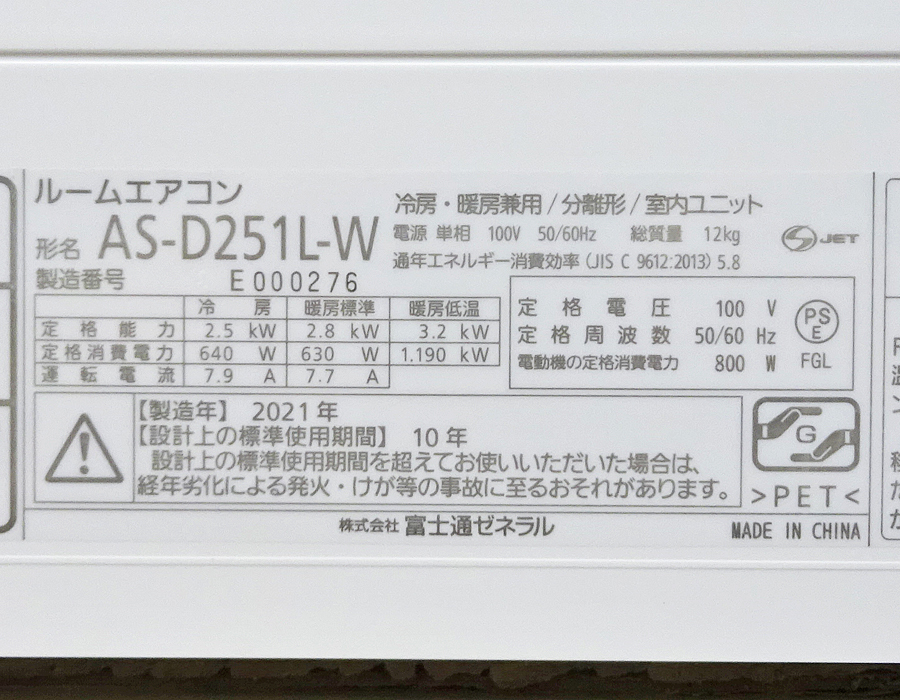 ルームエアコン
形名 AS-D251L-W
製造番号 E000276
冷房・暖房兼用/分離形/室内ユニット
電源 単相 100V 50/60Hz 総質量 12kg
通年エネルギー消費効率(JIS C 9612:2013) 5.8
S JET
冷房 暖房標準 暖房低温
定格能力 2.5 kW 2.8 kW 3.2 kW
定格消費電力 640 W 630 W 1.190 kW
運転電流 7.9 A 7.7 A
定格電圧 100 V
定格周波数 50/60 Hz
電動機の定格消費電力 800 W
PS
E
FGL
【製造年】 2021年
【設計上の標準使用期間】 10年
設計上の標準使用期間を超えてお使いいただいた場合は、
経年劣化による発火・けが等の事故に至るおそれがあります。
G
>PET<
株式会社 富士通ゼネラル
MADE IN CHINA